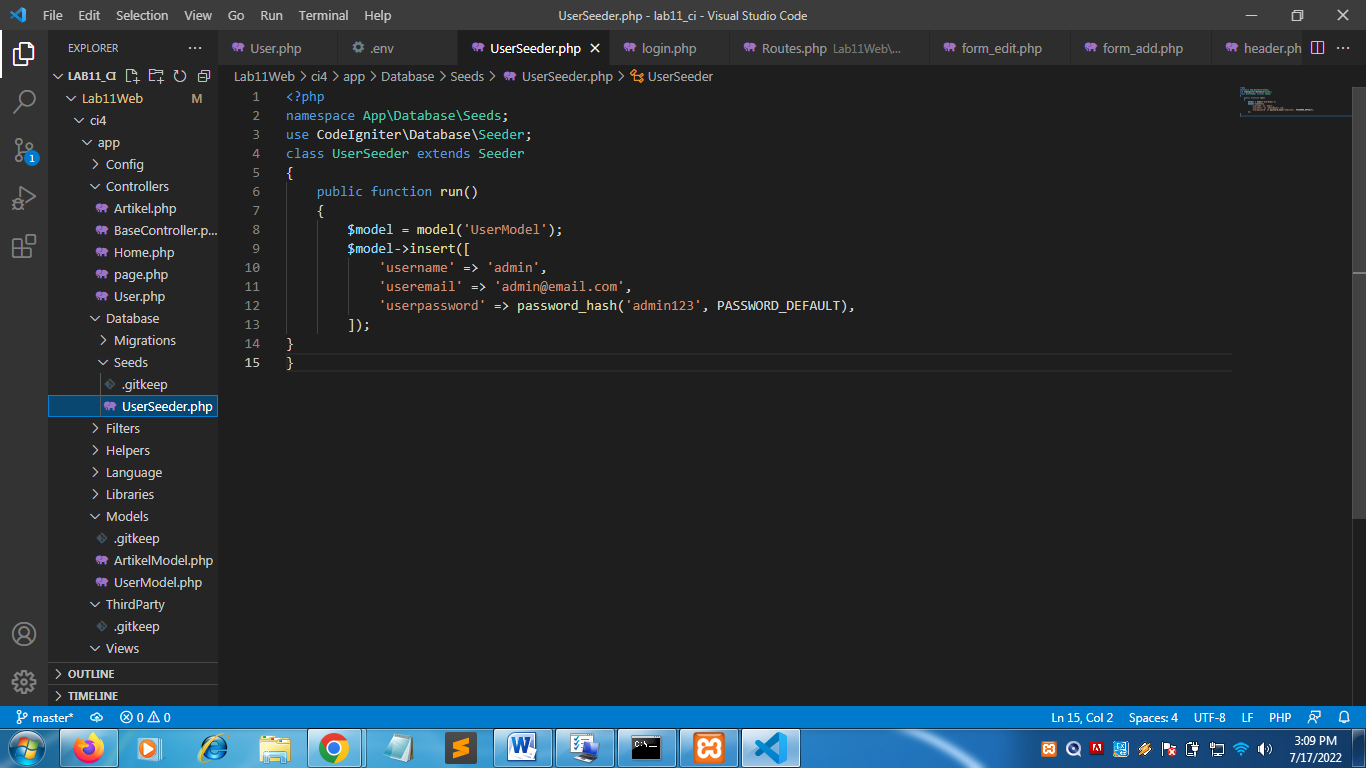 File Edit Selection View Go Run Terminal Help UserSeeder.php - lab11_ci - Visual Studio Code
EXPLORER
User.php .env UserSeeder.php login.php Routes.php Lab11Web\... form_edit.php form_add.php header.ph
LAB11_CI
Lab11Web M
ci4
app
Config
Controllers
Artikel.php
BaseController.p...
Home.php
page.php
User.php
Database
Migrations
Seeds
.gitkeep
UserSeeder.php
Filters
Helpers
Language
Libraries
Models
.gitkeep
ArtikelModel.php
UserModel.php
ThirdParty
.gitkeep
Views
OUTLINE
TIMELINE
1
Lab11Web > ci4 > app > Database > Seeds > UserSeeder.php > UserSeeder
1 <?php
2 namespace App\Database\Seeds;
3 use CodeIgniter\Database\Seeder;
4 class UserSeeder extends Seeder
5 {
6 public function run()
7 {
8 $model = model('UserModel');
9 $model->insert([
10 'username' => 'admin',
11 'useremail' => 'admin@email.com',
12 'userpassword' => password_hash('admin123', PASSWORD_DEFAULT),
13 ]);
14 }
15 }
master* 0 0 Ln 15, Col 2 Spaces: 4 UTF-8 LF PHP
3:09 PM
7/17/2022